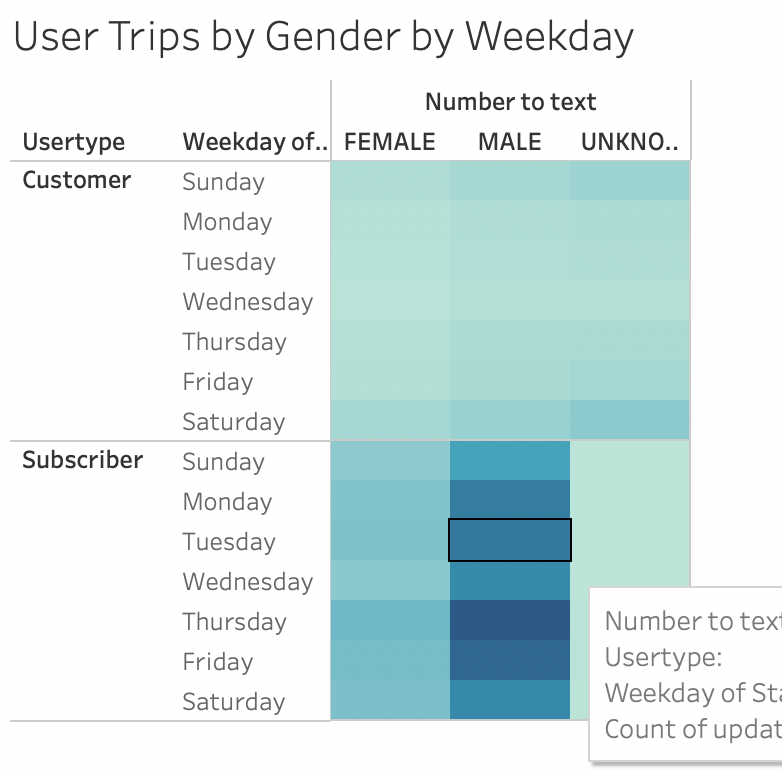 User Trips by Gender by Weekday
Number to text
Usertype Weekday of.. FEMALE MALE UNKNO..
Customer Sunday
Monday
Tuesday
Wednesday
Thursday
Friday
Saturday
Subscriber Sunday
Monday
Tuesday
Wednesday
Thursday
Friday
Saturday
Number to text
Usertype:
Weekday of Sta
Count of updat